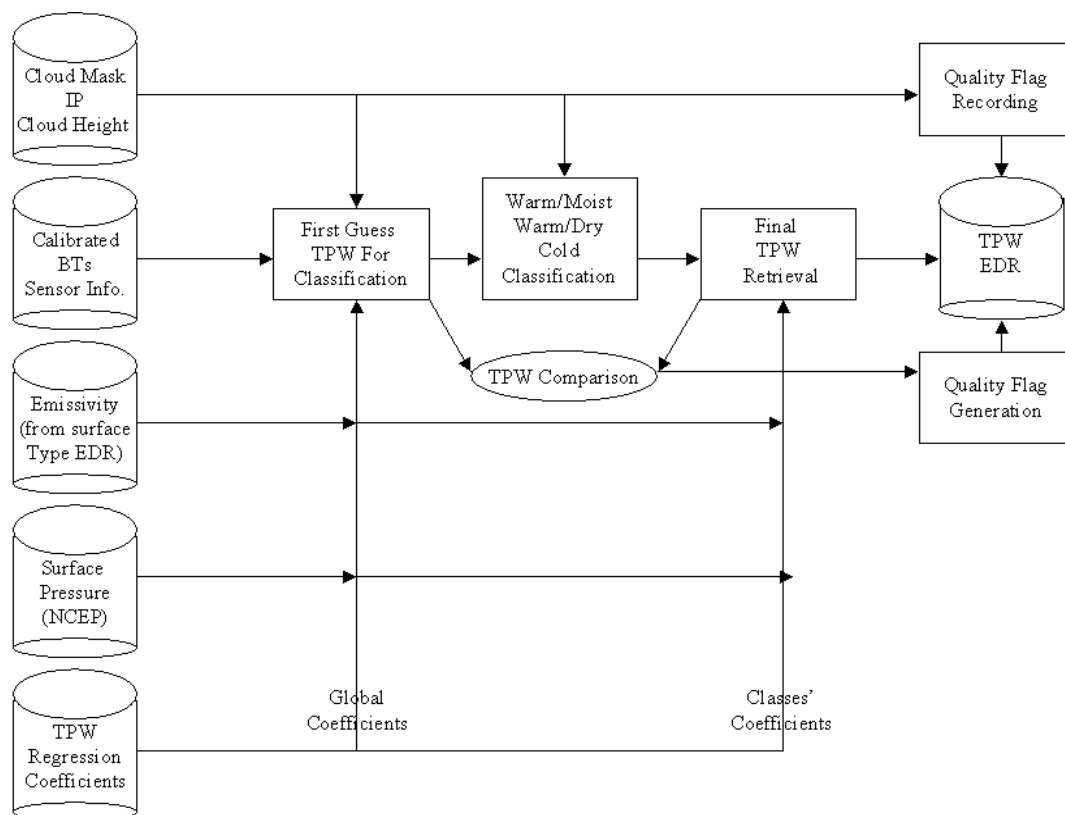 Cloud Mask
IP
Cloud Height
Quality Flag
Recording
Calibrated
BTs
Sensor Info.
First Guess
TPW For
Classification
Warm/Moist
Warm/Dry
Cold
Classification
Final
TPW
Retrieval
TPW
EDR
TPW Comparison
Quality Flag
Generation
Emissivity
(from surface
Type EDR)
Surface
Pressure
(NCEP)
TPW
Regression
Coefficients
Global
Coefficients
Classes’
Coefficients